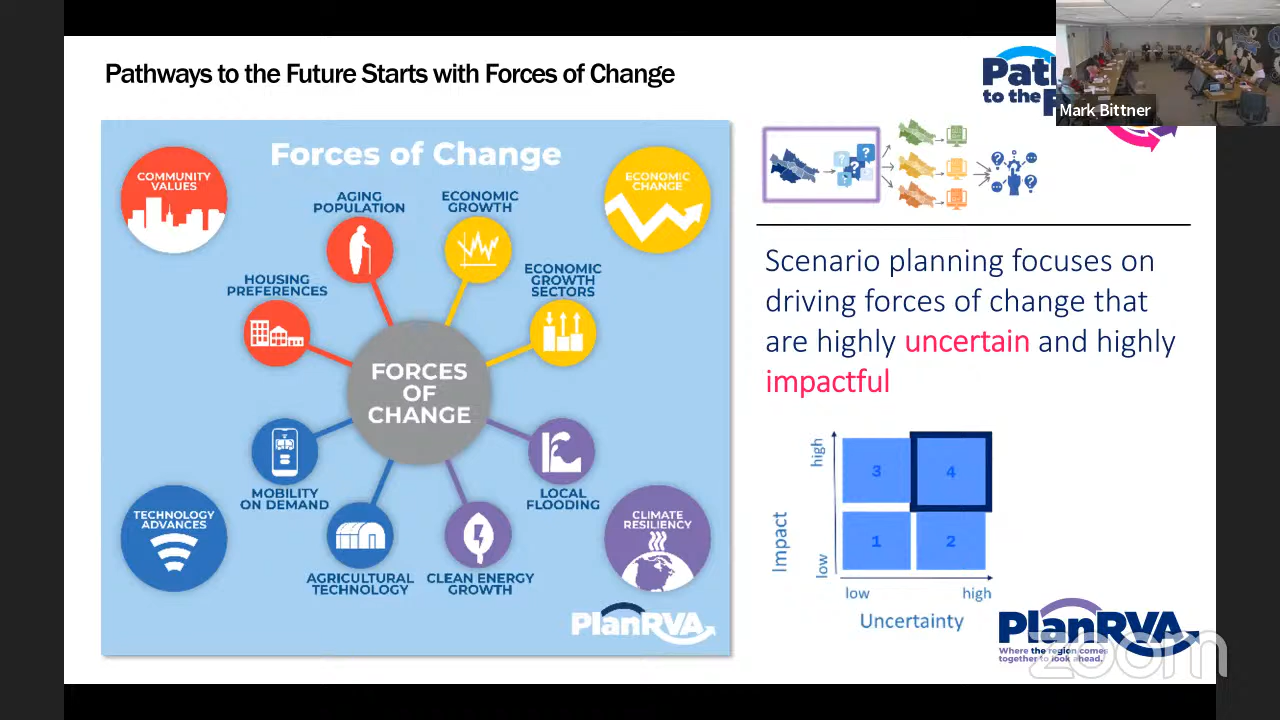 Pathways to the Future Starts with Forces of Change
Path
to the F
Mark Bittner
Forces of Change
COMMUNITY
VALUES
AGING
POPULATION
ECONOMIC
GROWTH
ECONOMIC
CHANGE
HOUSING
PREFERENCES
ECONOMIC
GROWTH
SECTORS
FORCES
OF
CHANGE
MOBILITY
ON DEMAND
LOCAL
FLOODING
TECHNOLOGY
ADVANCES
AGRICULTURAL
TECHNOLOGY
CLEAN ENERGY
GROWTH
CLIMATE
RESILIENCY
PlanRVA
Scenario planning focuses on
driving forces of change that
are highly uncertain and highly
impactful
Impact
high
low
3
4
1
2
low
high
Uncertainty
PlanRVA
Where the region comes
together to look ahead.
zoom